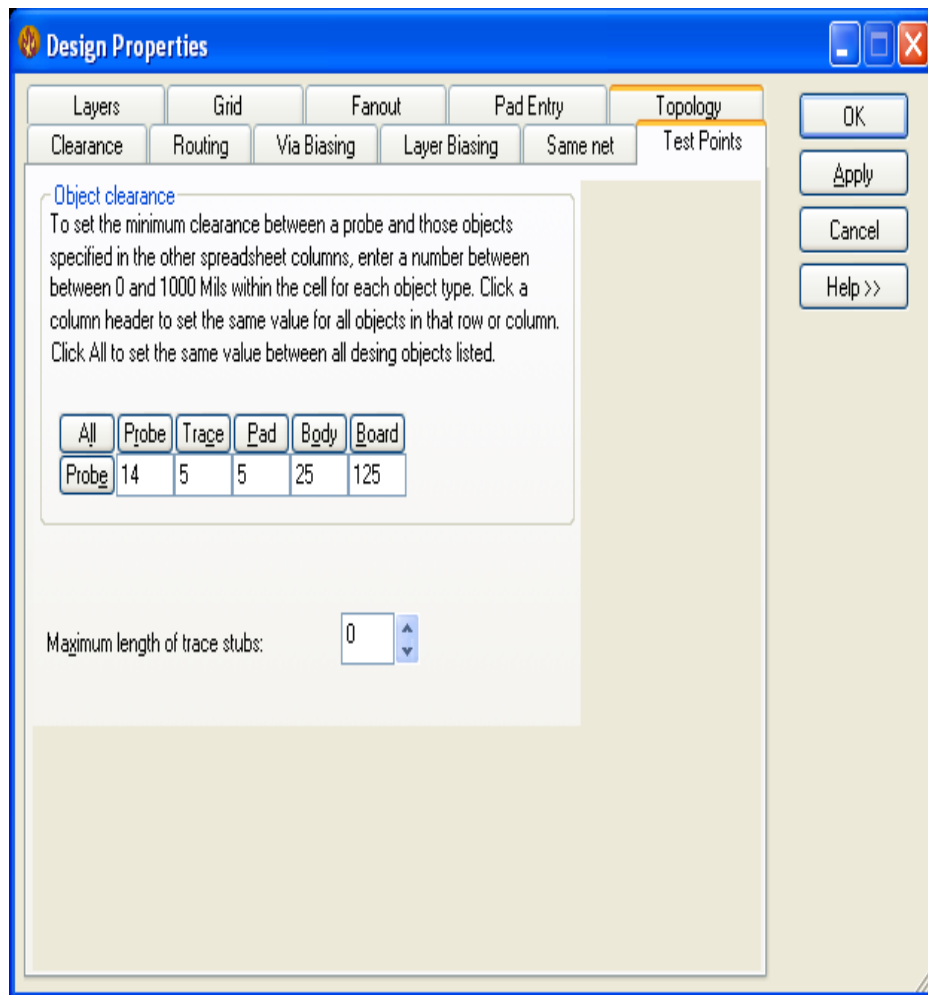 Design Properties
Layers Grid Fanout Pad Entry Topology
Clearance Routing Via Biasing Layer Biasing Same net Test Points
OK
Apply
Cancel
Help >>
Object clearance
To set the minimum clearance between a probe and those objects
specified in the other spreadsheet columns, enter a number between
between 0 and 1000 Mils within the cell for each object type. Click a
column header to set the same value for all objects in that row or column.
Click All to set the same value between all desing objects listed.
All Probe Trace Pad Body Board
Probe 14 5 5 25 125
Maximum length of trace stubs: 0